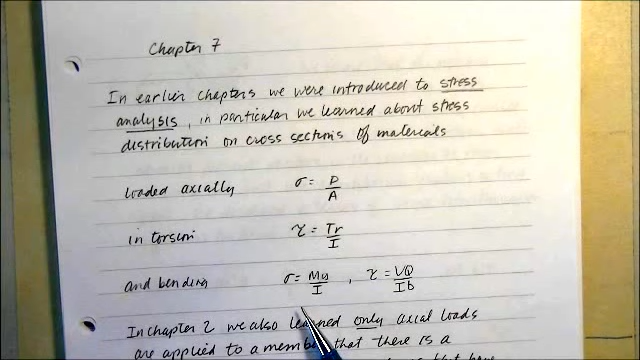 Chapter 7
In earlier chapters we were introduced to stress
analysis, in particular we learned about stress
distribution on cross sections of materials
loaded axially σ = P/A
in torsion τ = Tr/I
and bending σ = My/I , τ = VQ/Ib
In chapter 2 we also learned only axial loads
are applied to a member that there is a
that have